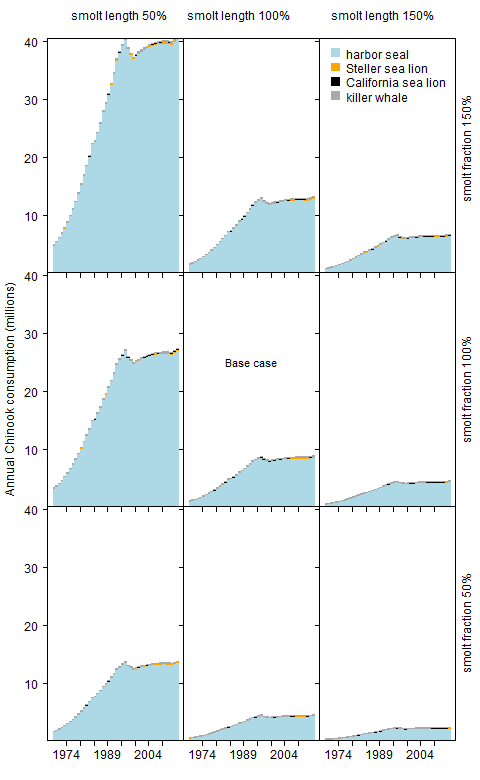 smolt length 50% smolt length 100% smolt length 150%
40
30
20
10
harbor seal
Steller sea lion
California sea lion
killer whale
smolt fraction 150%
40
30
20
10
Base case
smolt fraction 100%
Annual Chinook consumption (millions)
40
30
20
10
smolt fraction 50%
1974 1989 2004 1974 1989 2004 1974 1989 2004